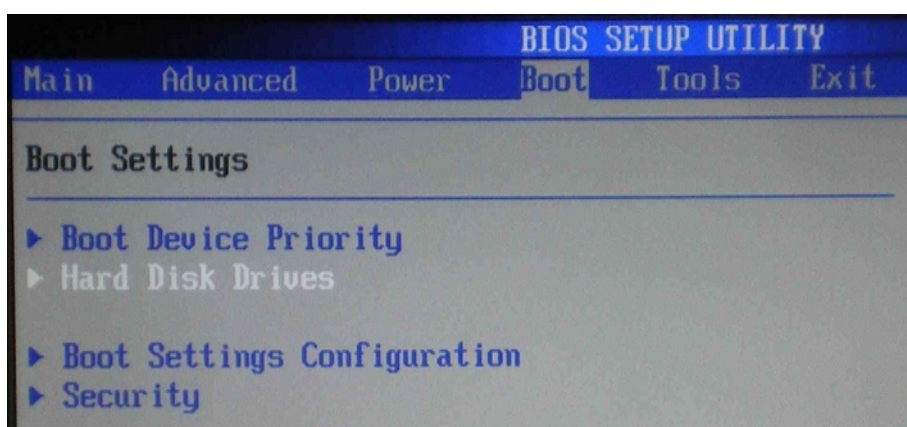 BIOS SETUP UTILITY
Main Advanced Power Boot Tools Exit
Boot Settings
▶ Boot Device Priority
▶ Hard Disk Drives
▶ Boot Settings Configuration
▶ Security